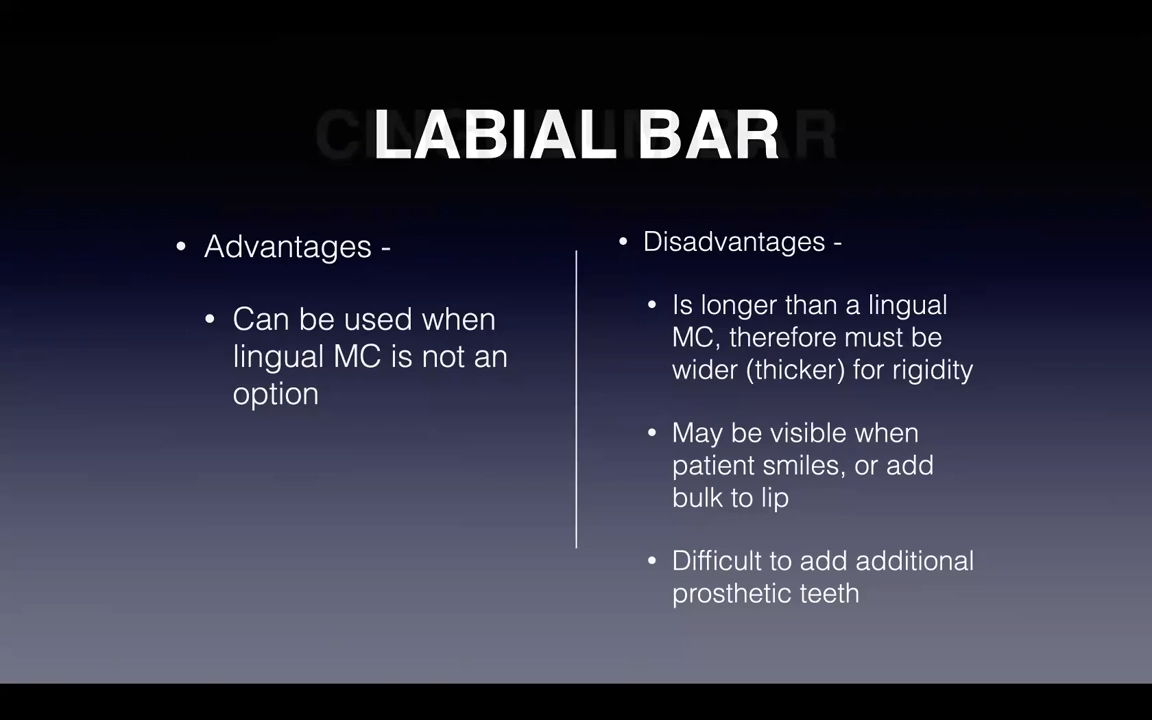 LABIAL BAR
• Advantages -
• Can be used when
lingual MC is not an
option
• Disadvantages -
• Is longer than a lingual
MC, therefore must be
wider (thicker) for rigidity
• May be visible when
patient smiles, or add
bulk to lip
• Difficult to add additional
prosthetic teeth